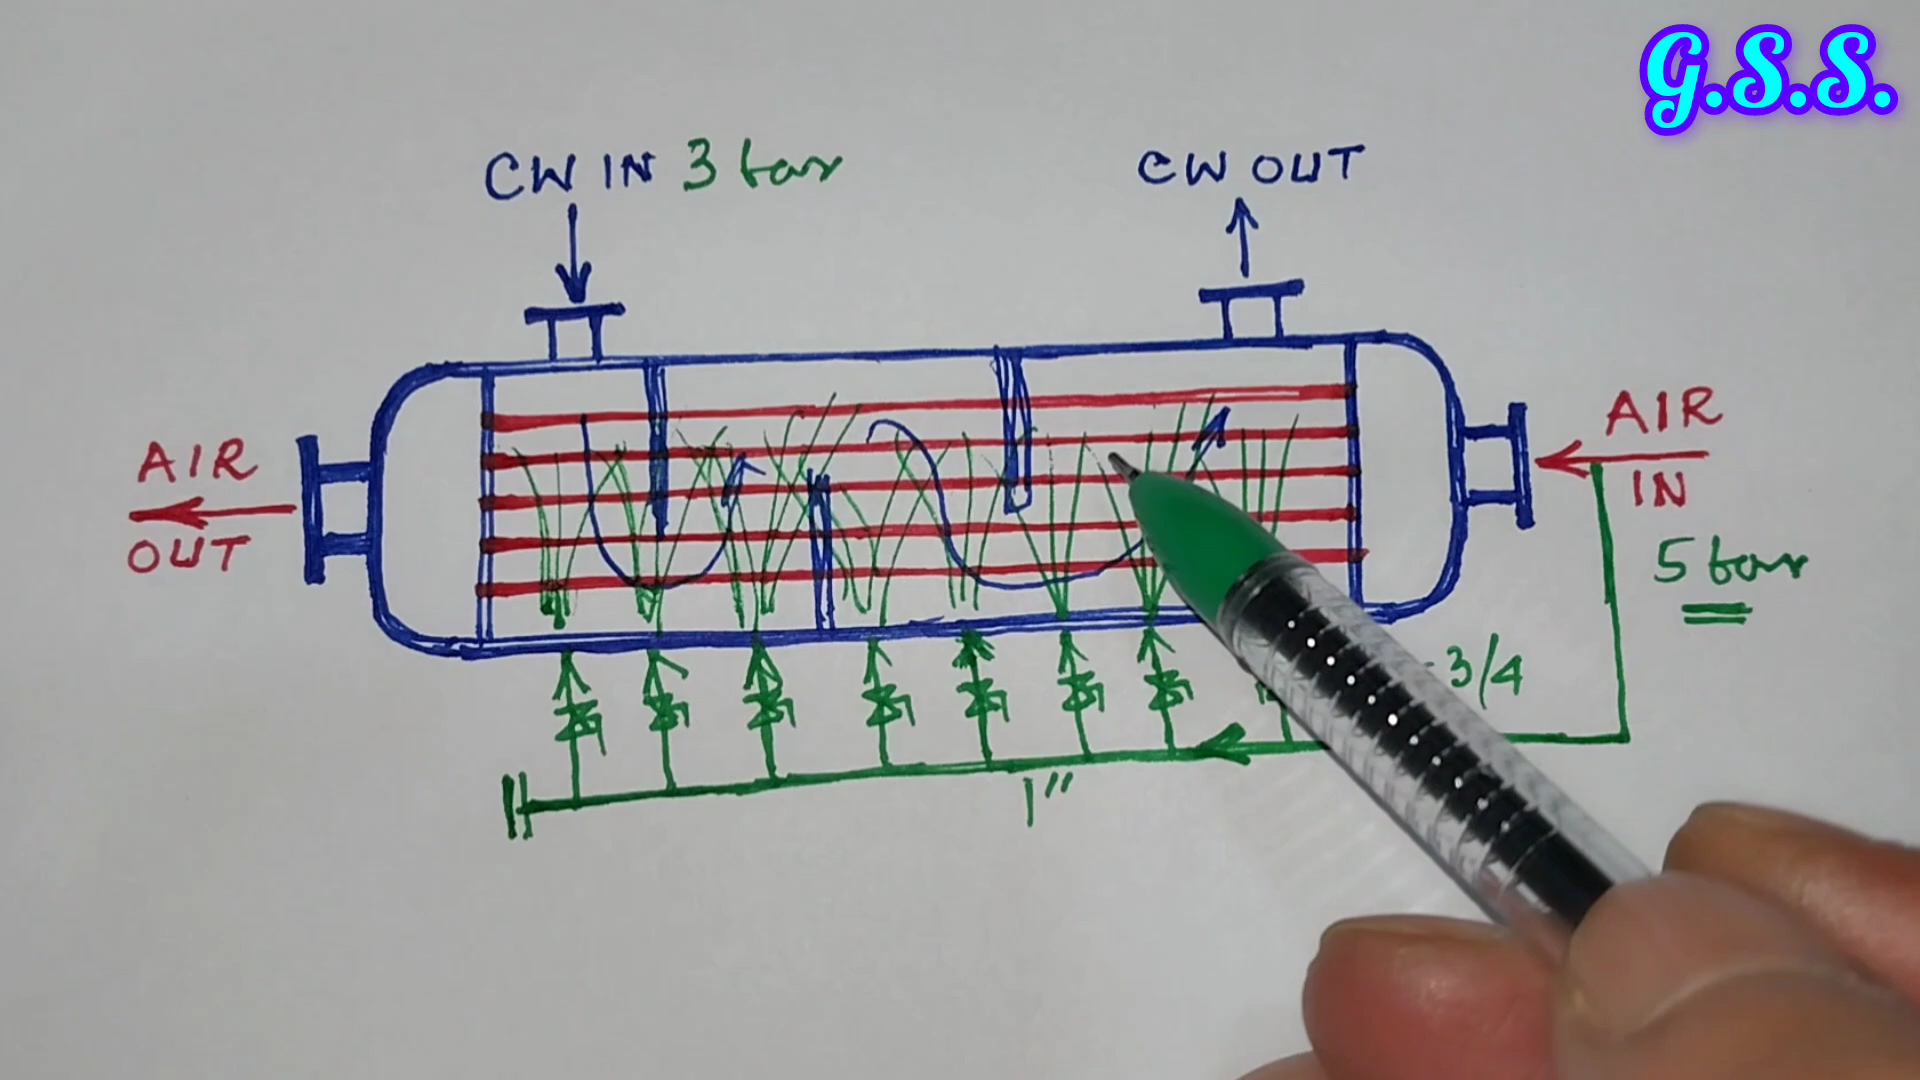 G.S.S.
CW IN 3 bar
CW OUT
AIR
OUT
AIR
IN
5 bar
3/4
1"